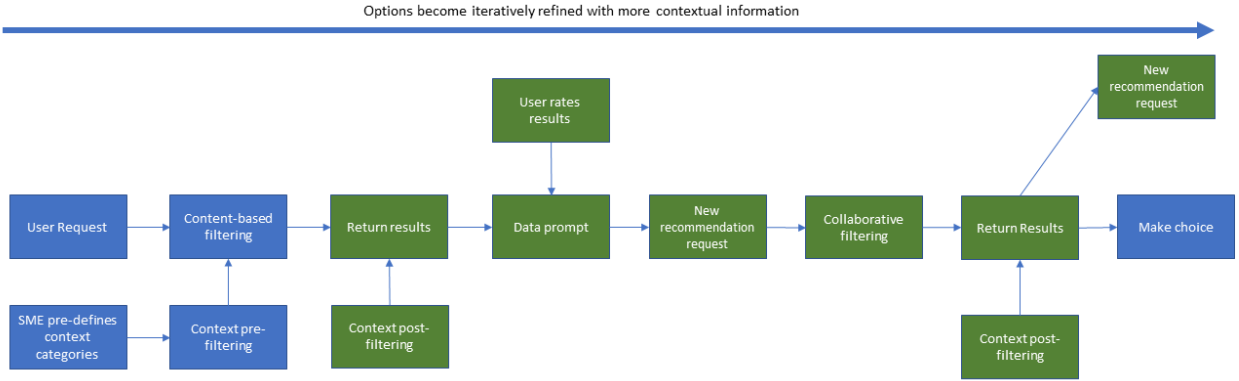 Options become iteratively refined with more contextual information
New
recommendation
request
User rates
results
User Request
Content-based
filtering
Return results
Data prompt
New
recommendation
request
Collaborative
filtering
Return Results
Make choice
SME pre-defines
context
categories
Context pre-
filtering
Context post-
filtering
Context post-
filtering